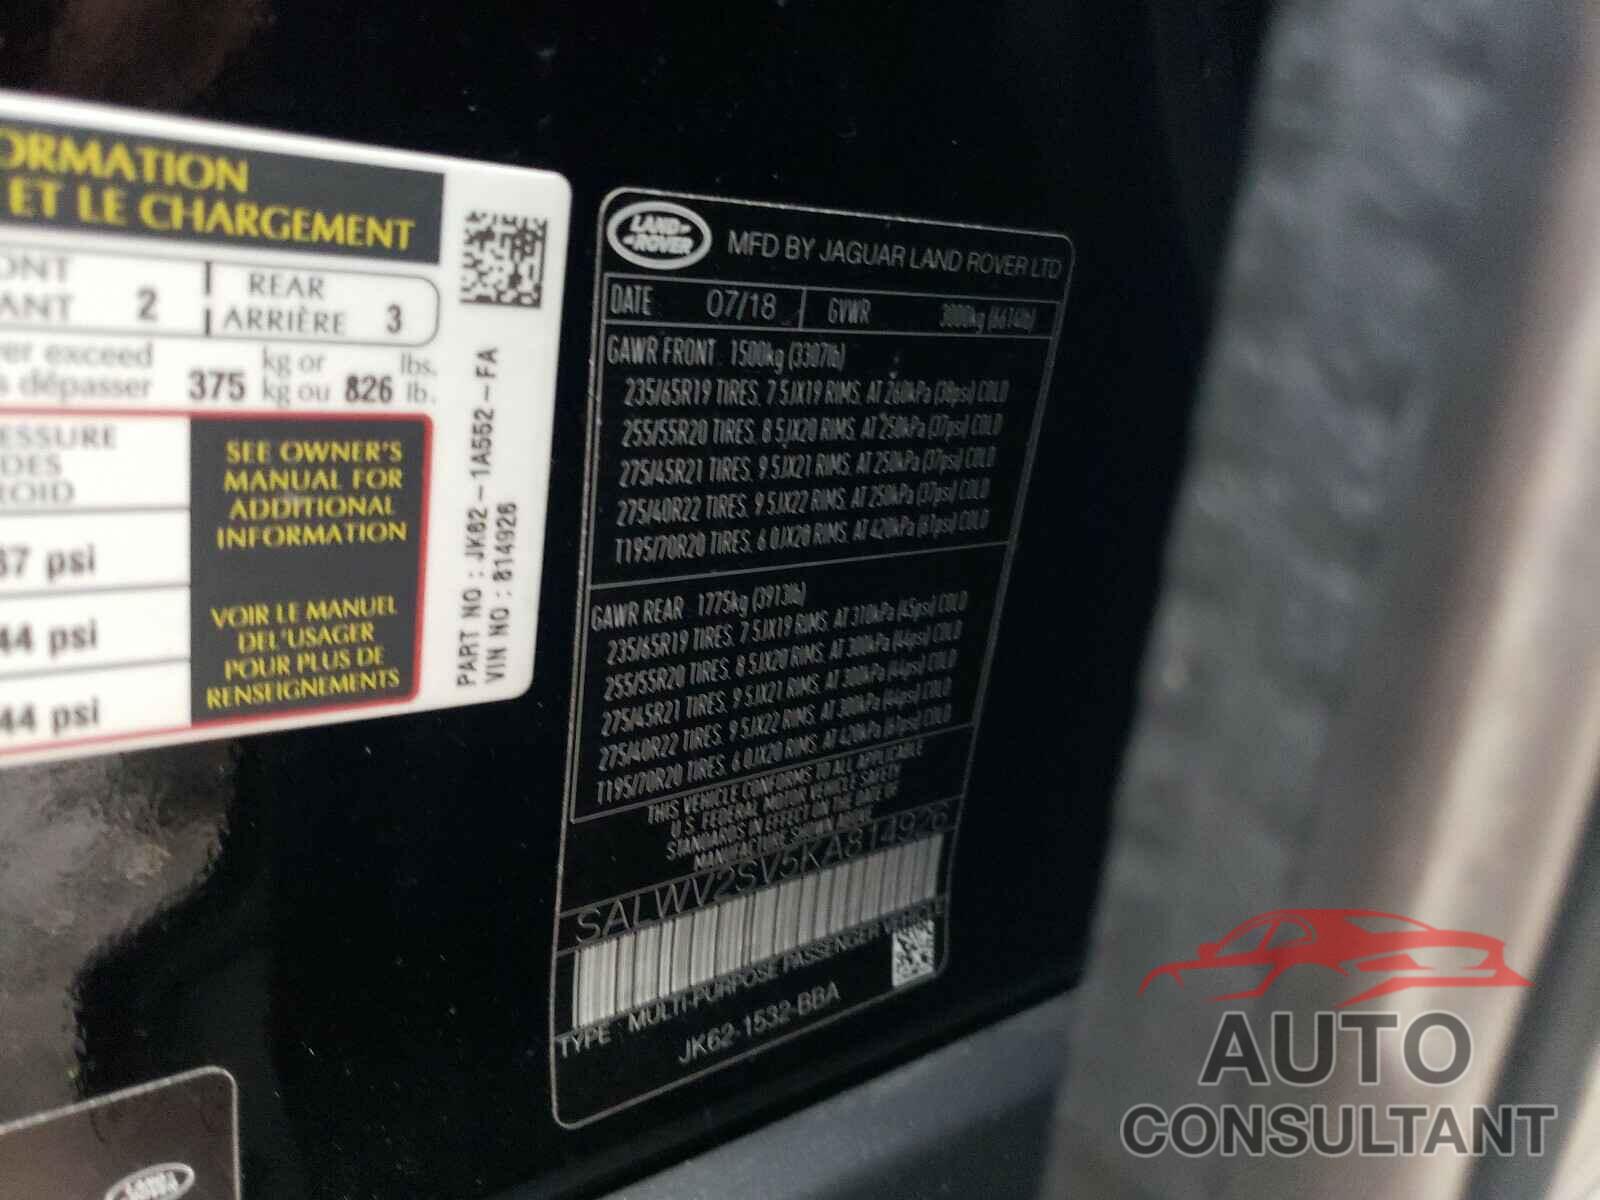 ORMATION
ET LE CHARGEMENT
ONT
ANT 2
REAR
ARRIÈRE 3
ver exceed
s dépasser 375 kg or kg ou 826 lbs. lb.
ESSURE
DES
ROID
SEE OWNER'S
MANUAL FOR
ADDITIONAL
INFORMATION
67 psi
44 psi
44 psi
VOIR LE MANUEL
DEL'USAGER
POUR PLUS DE
RENSEIGNEMENTS
PART NO : JK62-1A552-FA
VIN NO : 814926
LAND-
-ROVER
MFD BY JAGUAR LAND ROVER LTD
DATE 07/18 GVWR 3000kg (6614lb)
GAWR FRONT 1500kg (3307lb)
235/65R19 TIRES, 7.5JX19 RIMS, AT 260kPa (38psi) COLD
255/55R20 TIRES, 8.5JX20 RIMS, AT 250kPa (37psi) COLD
275/45R21 TIRES, 9.5JX21 RIMS, AT 250kPa (37psi) COLD
275/40R22 TIRES, 9.5JX22 RIMS, AT 250kPa (37psi) COLD
T195/70R20 TIRES, 6.0JX20 RIMS, AT 420kPa (61psi) COLD
GAWR REAR 1775kg (3913lb)
235/65R19 TIRES, 7.5JX19 RIMS, AT 310kPa (45psi) COLD
255/55R20 TIRES, 8.5JX20 RIMS, AT 300kPa (44psi) COLD
275/45R21 TIRES, 9.5JX21 RIMS, AT 300kPa (44psi) COLD
275/40R22 TIRES, 9.5JX22 RIMS, AT 300kPa (44psi) COLD
T195/70R20 TIRES, 6.0JX20 RIMS, AT 420kPa (61psi) COLD
THIS VEHICLE CONFORMS TO ALL APPLICABLE
U.S. FEDERAL MOTOR VEHICLE SAFETY
STANDARDS IN EFFECT ON THE DATE OF
MANUFACTURE SHOWN ABOVE
SALWV2SV5KA814926
TYPE : MULTI-PURPOSE PASSENGER VEHICLE
JK62-1532-BBA
AUTO
CONSULTANT